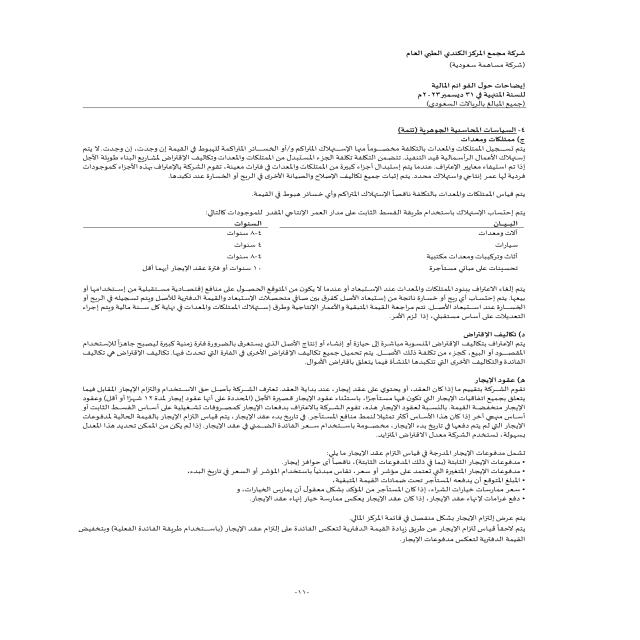 شركة مجمع المركز الكندي الطبي العام
(شركة مساهمة سعودية)
إيضاحات حول القوائم المالية
للسنة المنتهية في ٣١ ديسمبر ٢٠٢٣م
(جميع المبالغ بالريالات السعودي)
٤- السياسات المحاسبية الجوهرية (تتمة)
ج) ممتلكات ومعدات
يتم تسجيل الممتلكات والمعدات بالتكلفة مخصوماً منها الإستهلاك المتراكم و/أو الخسائر المتراكمة للهبوط في القيمة إن وجدت، إن وجدت. لا يتم
إستهلاك الأعمال الرأسمالية قيد التنفيذ. تتضمن التكلفة تكلفة الجزء المستبدل من الممتلكات والمعدات وتكاليف الإقتراض لمشاريع البناء طويلة الأجل
إذا تم استيفاء معايير الإعتراف. عندما يتم إستبدال أجزاء كبيرة من الممتلكات والمعدات في فترات معينة، تقوم الشركة بالإعتراف بهذه الأجزاء كموجودات
فردية لها عمر إنتاجي واستهلاك محدد. يتم إثبات جميع تكاليف الإصلاح والصيانة الأخرى في الربح أو الخسارة عند تكبدها.
يتم قياس الممتلكات والمعدات بالتكلفة ناقصاً الإستهلاك المتراكم وأي خسائر هبوط في القيمة.
يتم إحتساب الإستهلاك باستخدام طريقة القسط الثابت على مدار العمر الإنتاجي المقدر للموجودات كالتالي:
البيان السنوات
آلات ومعدات ٤-٨ سنوات
سيارات ٤ سنوات
أثاث وتركيبات ومعدات مكتبية ٤-٨ سنوات
تحسينات على مباني مستأجرة ١٠ سنوات أو فترة عقد الإيجار أيهما أقل
يتم إلغاء الاعتراف ببنود الممتلكات والمعدات عند الإستبعاد أو عندما لا يكون من المتوقع الحصول على منافع إقتصادية مستقبلية من إستخدامها أو
بيعها. يتم إحتساب أي ربح أو خسارة ناتجة من إستبعاد الأصل كفرق بين صافي متحصلات الإستبعاد والقيمة الدفترية للأصل ويتم تسجيله في الربح أو
الخسارة عند استبعاد الأصل. تتم مراجعة القيمة المتبقية والأعمار الإنتاجية وطرق إستهلاك الممتلكات والمعدات في نهاية كل سنة مالية ويتم إجراء
التعديلات على أساس مستقبلي، إذا لزم الأمر.
د) تكاليف الإقتراض
يتم الإعتراف بتكاليف الإقتراض المنسوبة مباشرة إلى حيازة أو إنشاء أو إنتاج الأصل الذي يستغرق بالضرورة فترة زمنية كبيرة ليصبح جاهزاً للإستخدام
المقصود أو البيع، كجزء من تكلفة ذلك الأصل. يتم تحميل جميع تكاليف الإقتراض الأخرى في الفترة التي تحدث فيها. تكاليف الإقتراض هي تكاليف
الفائدة والتكاليف الأخرى التي تتكبدها المنشأة فيما يتعلق باقتراض الأموال.
ه) عقود الإيجار
تقوم الشركة بتقييم ما إذا كان العقد، أو يحتوي على عقد إيجار، عند بداية العقد. تعترف الشركة بأصل حق الاستخدام والتزام الإيجار المقابل فيما
يتعلق بجميع اتفاقيات الإيجار التي تكون فيها مستأجرًا، باستثناء عقود الإيجار قصيرة الأجل (المحددة على أنها عقود إيجار لمدة ١٢ شهرًا أو أقل) وعقود
الإيجار منخفضة القيمة. بالنسبة لعقود الإيجار هذه، تقوم الشركة بالاعتراف بدفعات الإيجار كمصروفات تشغيلية على أساس القسط الثابت أو
أساس منهجي آخر إذا كان هذا الأساس أكثر تمثيلا لنمط منافع المستأجر. في تاريخ بدء عقد الإيجار، يتم قياس التزام الإيجار بالقيمة الحالية لمدفوعات
الإيجار التي لم يتم دفعها في تاريخ بدء الإيجار، مخصومة باستخدام سعر الفائدة الضمني في عقد الإيجار. إذا لم يكن من الممكن تحديد هذا المعدل
بسهولة، تستخدم الشركة معدل الاقتراض المتزايد.
تشمل مدفوعات الإيجار المدرجة في قياس التزام عقد الإيجار ما يلي:
• مدفوعات الإيجار الثابتة (بما في ذلك المدفوعات الثابتة)، ناقصاً أي حوافز إيجار.
• مدفوعات الإيجار المتغيرة التي تعتمد على مؤشر أو سعر، تقاس مبدئياً باستخدام المؤشر أو السعر في تاريخ البدء،
• المبلغ المتوقع أن يدفعه المستأجر تحت ضمانات القيمة المتبقية،
• سعر ممارسات خيارات الشراء، إذا كان المستأجر من المؤكد بشكل معقول أن يمارس الخيارات، و
• دفع غرامات لإنهاء عقد الإيجار، إذا كان عقد الإيجار يعكس ممارسة خيار إنهاء عقد الإيجار.
يتم عرض إلتزام الإيجار بشكل منفصل في قائمة المركز المالي.
يتم لاحقاً قياس التزام الإيجار عن طريق زيادة القيمة الدفترية لتعكس الفائدة على إلتزام عقد الإيجار (باستخدام طريقة الفائدة الفعلية) وبتخفيض
القيمة الدفترية لتعكس مدفوعات الإيجار.
-١١-